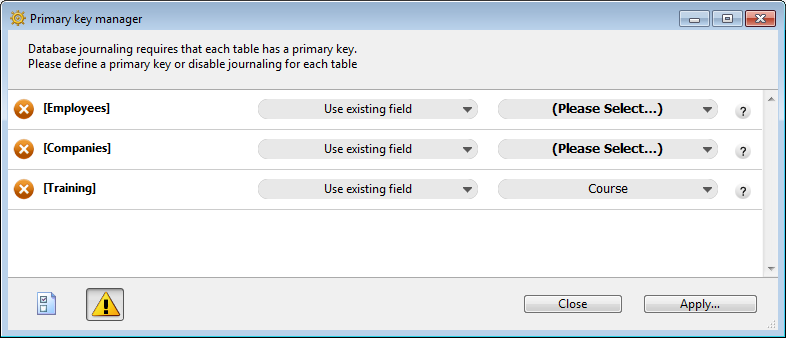 Primary key manager
Database journaling requires that each table has a primary key.
Please define a primary key or disable journaling for each table
[Employees] Use existing field (Please Select...) ?
[Companies] Use existing field (Please Select...) ?
[Training] Use existing field Course ?
Close Apply...